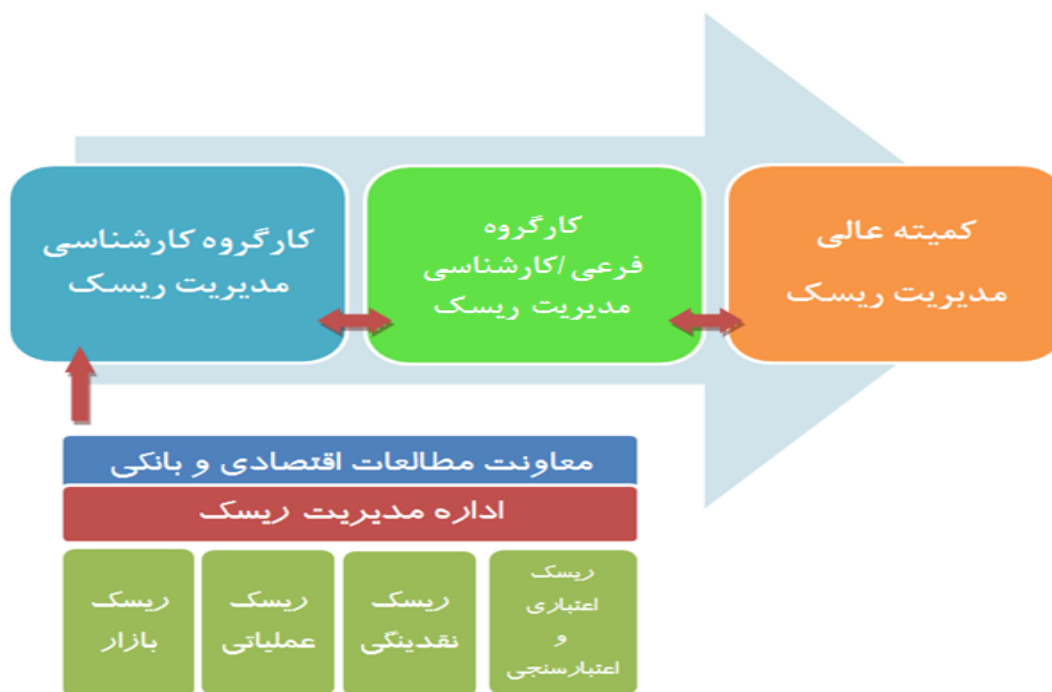 کمیته عالی
مدیریت ریسک
کارگروه
فرعی /کارشناسی
مدیریت ریسک
کارگروه کارشناسی
مدیریت ریسک
معاونت مطالعات اقتصادی و بانکی
اداره مدیریت ریسک
ریسک
اعتباری
و
اعتبارسنجی
ریسک
نقدینگی
ریسک
عملیاتی
ریسک
بازار